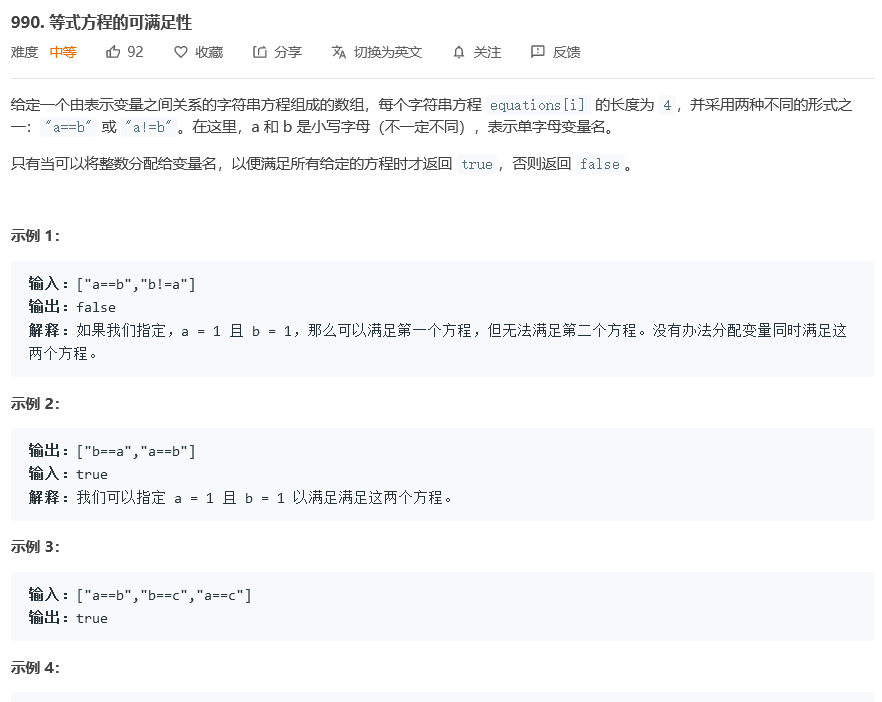 990. 等式方程的可满足性
难度 中等 92 收藏 分享 切换为英文 关注 反馈
给定一个由表示变量之间关系的字符串方程组成的数组，每个字符串方程 equations[i] 的长度为 4，并采用两种不同的形式之
一："a==b" 或 "a!=b"。在这里，a 和 b 是小写字母（不一定不同），表示单字母变量名。
只有当可以将整数分配给变量名，以便满足所有给定的方程时才返回 true，否则返回 false。
示例 1：
输入：["a==b","b!=a"]
输出：false
解释：如果我们指定，a = 1 且 b = 1，那么可以满足第一个方程，但无法满足第二个方程。没有办法分配变量同时满足这
两个方程。
示例 2：
输出：["b==a","a==b"]
输入：true
解释：我们可以指定 a = 1 且 b = 1 以满足满足这两个方程。
示例 3：
输入：["a==b","b==c","a==c"]
输出：true
示例 4：